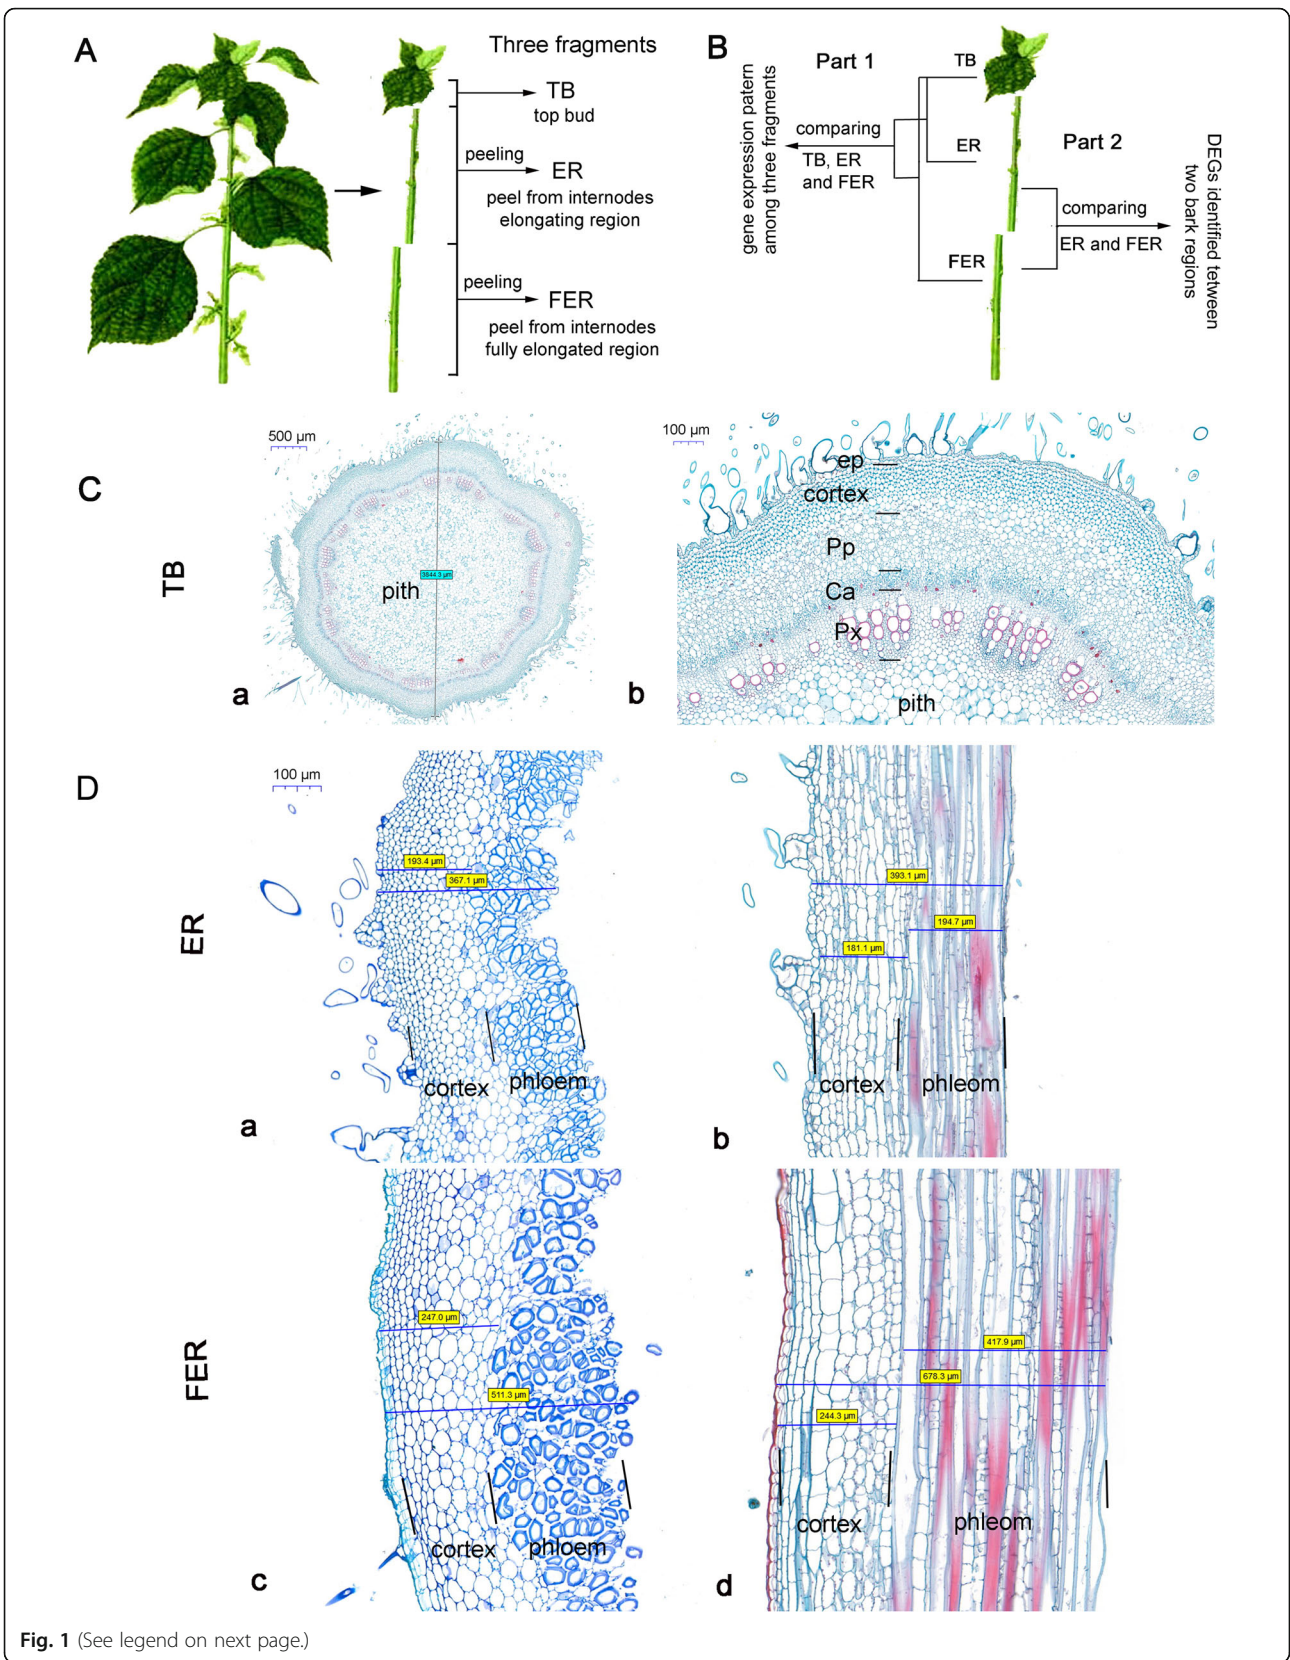 A
Three fragments
TB
top bud
peeling
ER
peel from internodes
elongating region
peeling
FER
peel from internodes
fully elongated region
B
Part 1
gene expression patern
among three fragments
comparing
TB, ER
and FER
TB
ER
FER
Part 2
comparing
ER and FER
DEGs identified tetween
two bark regions
C
TB
500 µm
pith
a
100 µm
ep
cortex
Pp
Ca
Px
pith
b
D
ER
100 µm
193.4 µm
367.1 µm
cortex
phloem
a
393.1 µm
194.7 µm
181.1 µm
cortex
phleom
b
FER
247.0 µm
511.3 µm
cortex
phloem
c
417.9 µm
678.3 µm
244.3 µm
cortex
phleom
d
Fig. 1 (See legend on next page.)